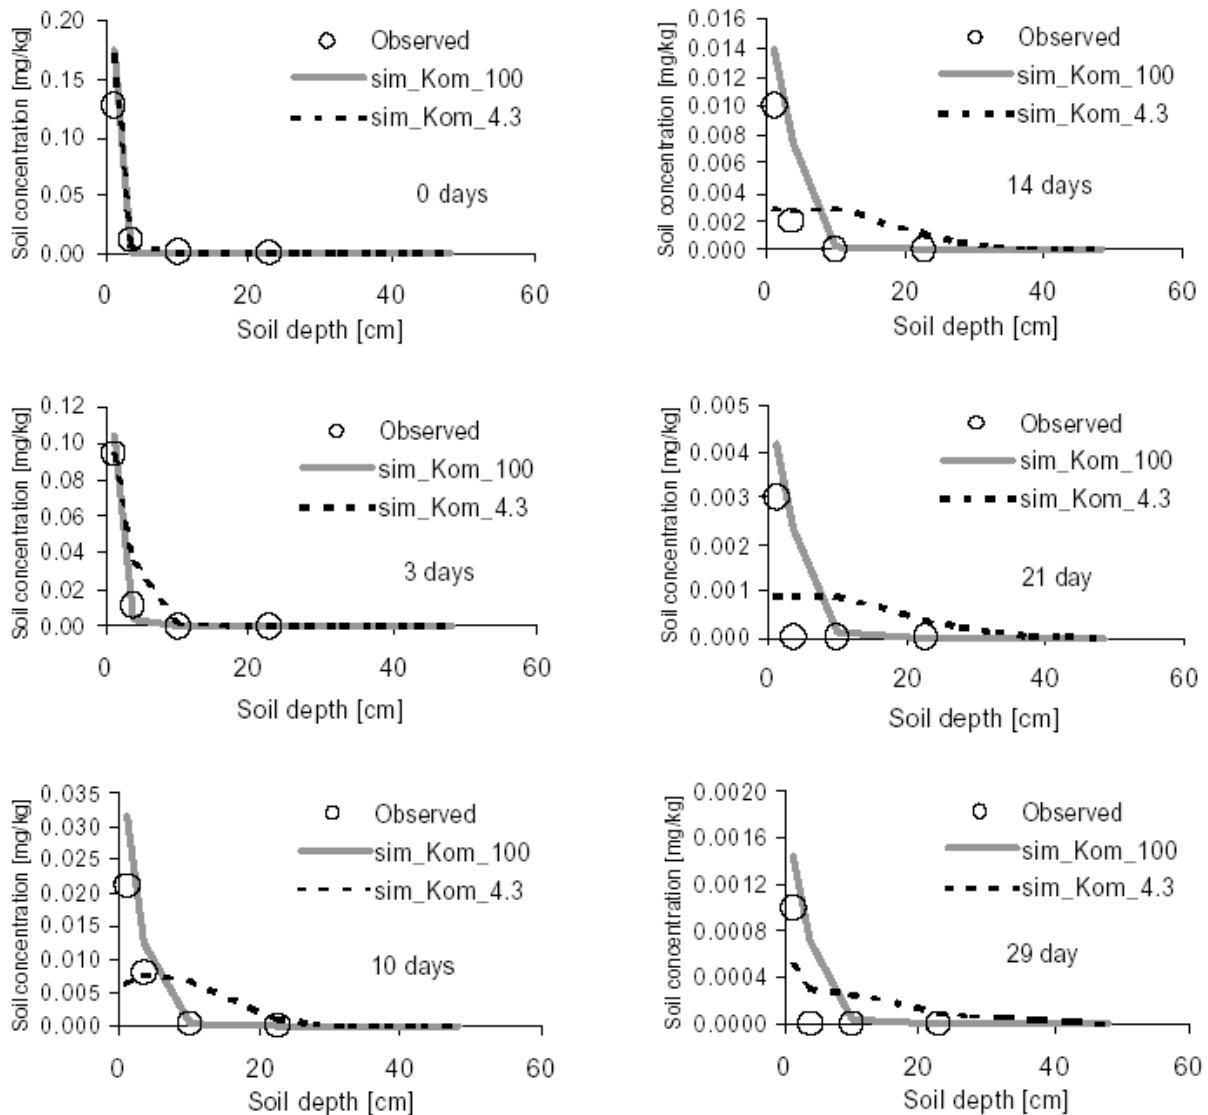 Soil concentration [mg/kg]
0.20
0.15
0.10
0.05
0.00
Observed
sim_Kom_100
sim_Kom_4.3
0 days
0
20
40
60
Soil depth [cm]
Soil concentration [mg/kg]
0.016
0.014
0.012
0.010
0.008
0.006
0.004
0.002
0.000
Observed
sim_Kom_100
sim_Kom_4.3
14 days
0
20
40
60
Soil depth [cm]
Soil concentration [mg/kg]
0.12
0.10
0.08
0.06
0.04
0.02
0.00
Observed
sim_Kom_100
sim_Kom_4.3
3 days
0
20
40
60
Soil depth [cm]
Soil concentration [mg/kg]
0.005
0.004
0.003
0.002
0.001
0.000
Observed
sim_Kom_100
sim_Kom_4.3
21 day
0
20
40
60
Soil depth [cm]
Soil concentration [mg/kg]
0.035
0.030
0.025
0.020
0.015
0.010
0.005
0.000
Observed
sim_Kom_100
sim_Kom_4.3
10 days
0
20
40
60
Soil depth [cm]
Soil concentration [mg/kg]
0.0020
0.0016
0.0012
0.0008
0.0004
0.0000
Observed
sim_Kom_100
sim_Kom_4.3
29 day
0
20
40
60
Soil depth [cm]